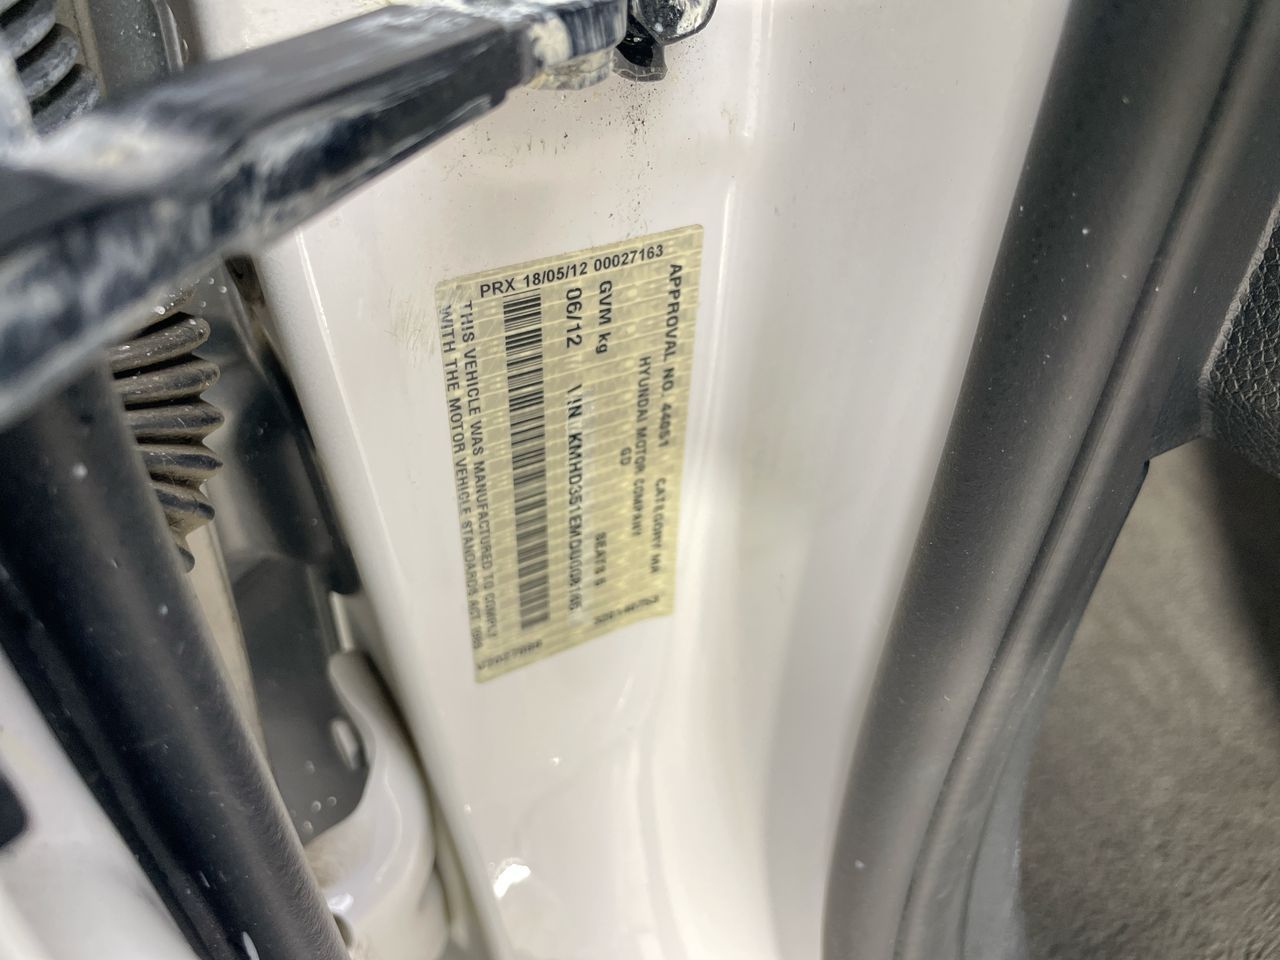 PRX 18/05/12 00027163
APPROVAL NO. 44051 CATEGORY MA
HYUNDAI MOTOR COMPANY
GD
GVM kg SEATS 5
06/12 VIN KMHD351EM
THIS VEHICLE WAS MANUFACTURED TO COMPLY
WITH THE MOTOR VEHICLE STANDARDS ACT 1989